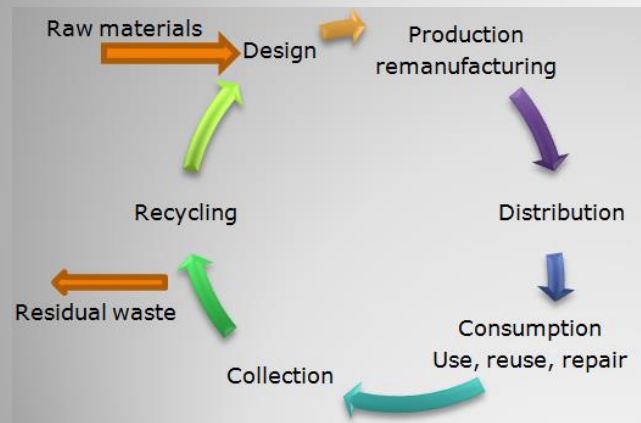 Raw materials
Design
Production
remanufacturing
Distribution
Consumption
Use, reuse, repair
Collection
Recycling
Residual waste